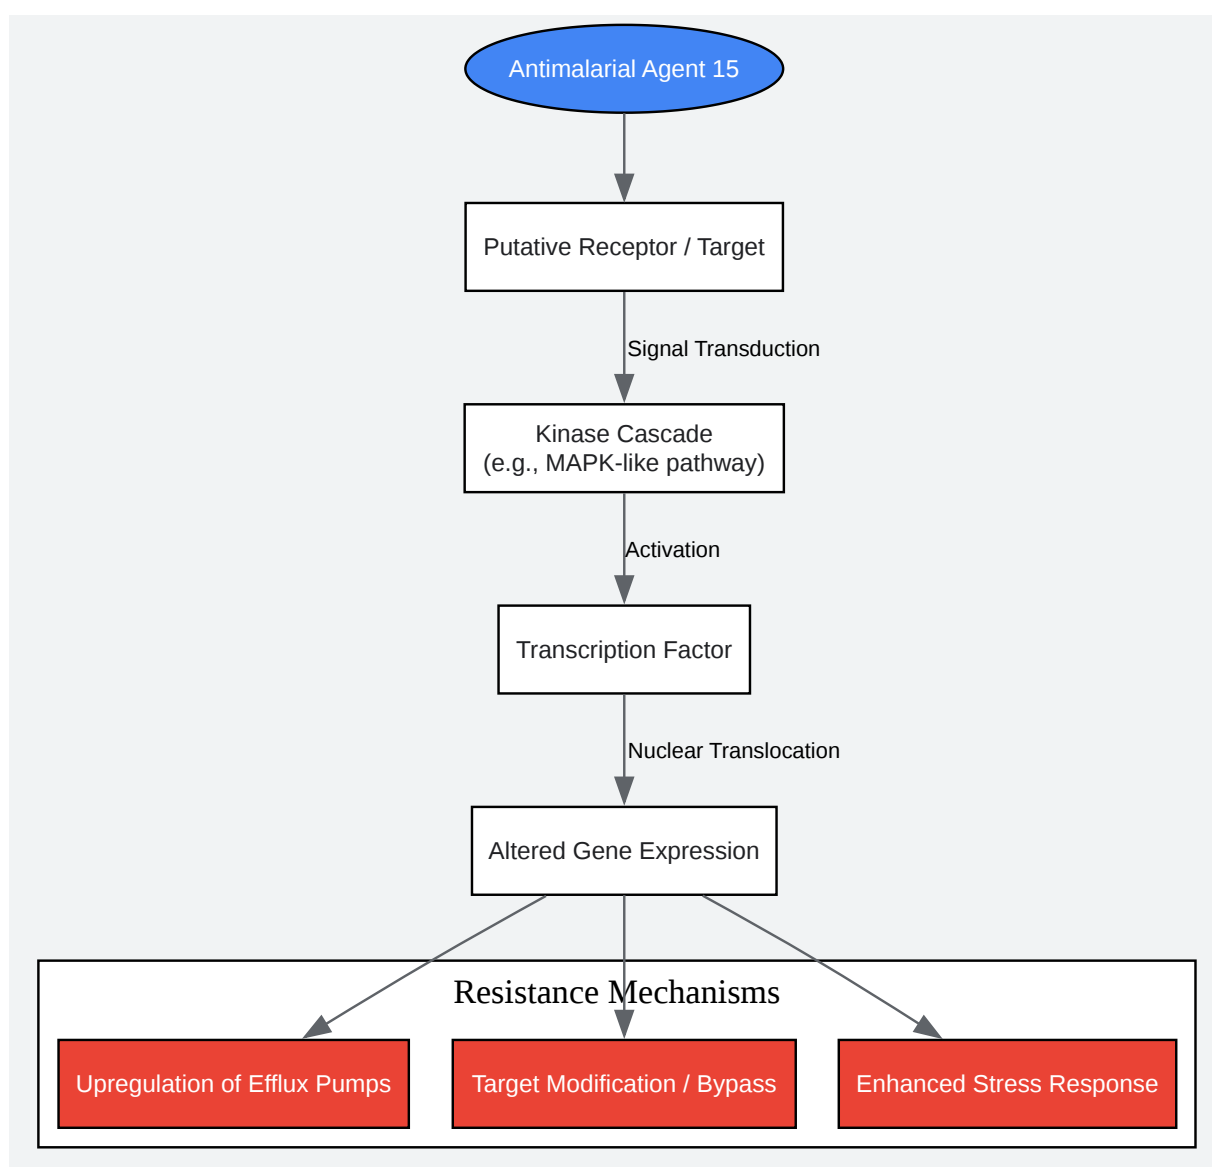 Antimalarial Agent 15
Putative Receptor / Target
Signal Transduction
Kinase Cascade
(e.g., MAPK-like pathway)
Activation
Transcription Factor
Nuclear Translocation
Altered Gene Expression
Resistance Mechanisms
Upregulation of Efflux Pumps
Target Modification / Bypass
Enhanced Stress Response